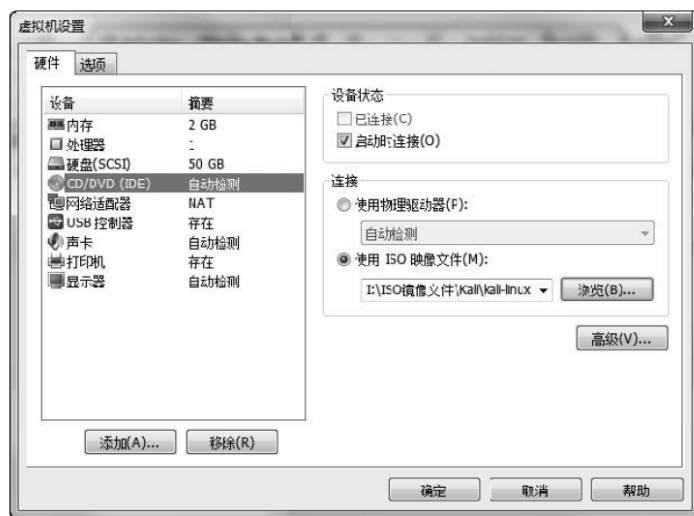 虚拟机设置
硬件 选项
设备 摘要
内存 2 GB
处理器
硬盘(SCSI) 50 GB
CD/DVD (IDE) 自动检测
网络适配器 NAT
USB 控制器 存在
声卡 自动检测
打印机 存在
显示器 自动检测
添加(A)... 移除(R)
设备状态
已连接(C)
启动时连接(O)
连接
使用物理驱动器(P):
自动检测
使用 ISO 映像文件(M):
I:\ISO镜像文件\Kali\kali-linux 浏览(B)...
高级(V)...
确定 取消 帮助